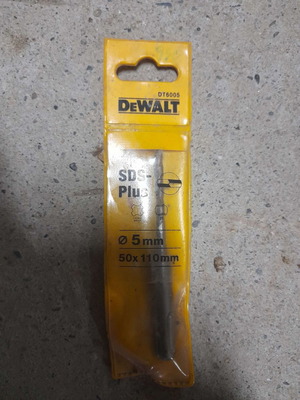 DT6005
DEWALT
SDS-
Plus
Ø 5mm
50x110mm